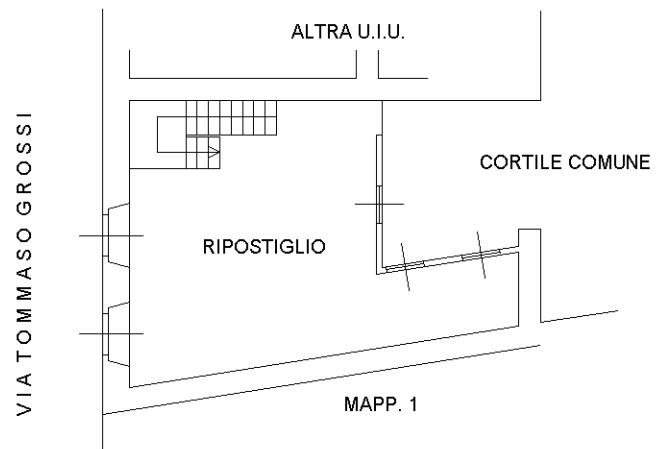 ALTRA U.I.U.
CORTILE COMUNE
VIA TOMMASO GROSSI
RIPOSTIGLIO
MAPP. 1